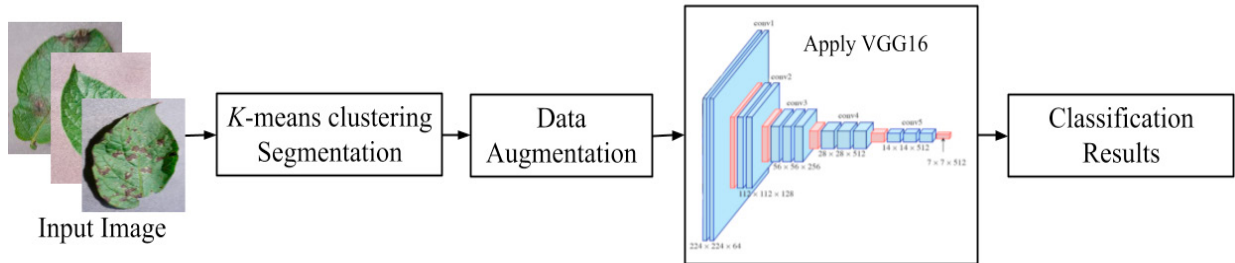 Input Image
K-means clustering
Segmentation
Data
Augmentation
Apply VGG16
conv1
conv2
conv3
conv4
conv5
224 × 224 × 64
112 × 112 × 128
56 × 56 × 256
28 × 28 × 512
14 × 14 × 512
7 × 7 × 512
Classification
Results